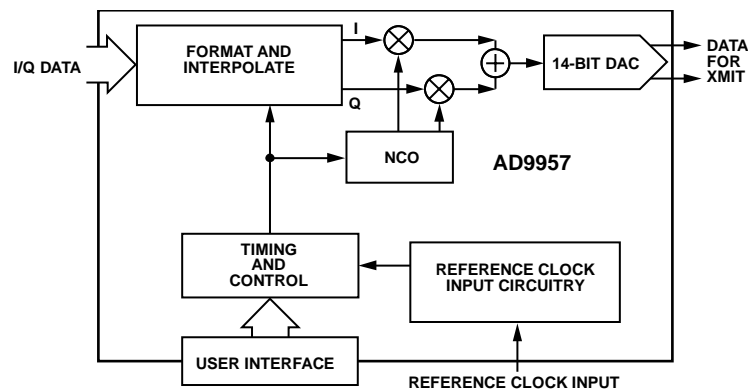 I/Q DATA
FORMAT AND
INTERPOLATE
I
Q
NCO
14-BIT DAC
DATA
FOR
XMIT
AD9957
TIMING
AND
CONTROL
REFERENCE CLOCK
INPUT CIRCUITRY
USER INTERFACE
REFERENCE CLOCK INPUT